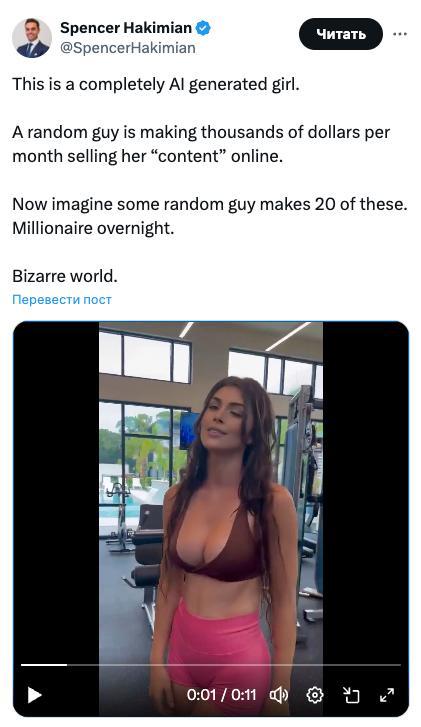 Spencer Hakimian
@SpencerHakimian
Читать
This is a completely AI generated girl.
A random guy is making thousands of dollars per
month selling her “content” online.
Now imagine some random guy makes 20 of these.
Millionaire overnight.
Bizarre world.
Перевести пост
0:01 / 0:11